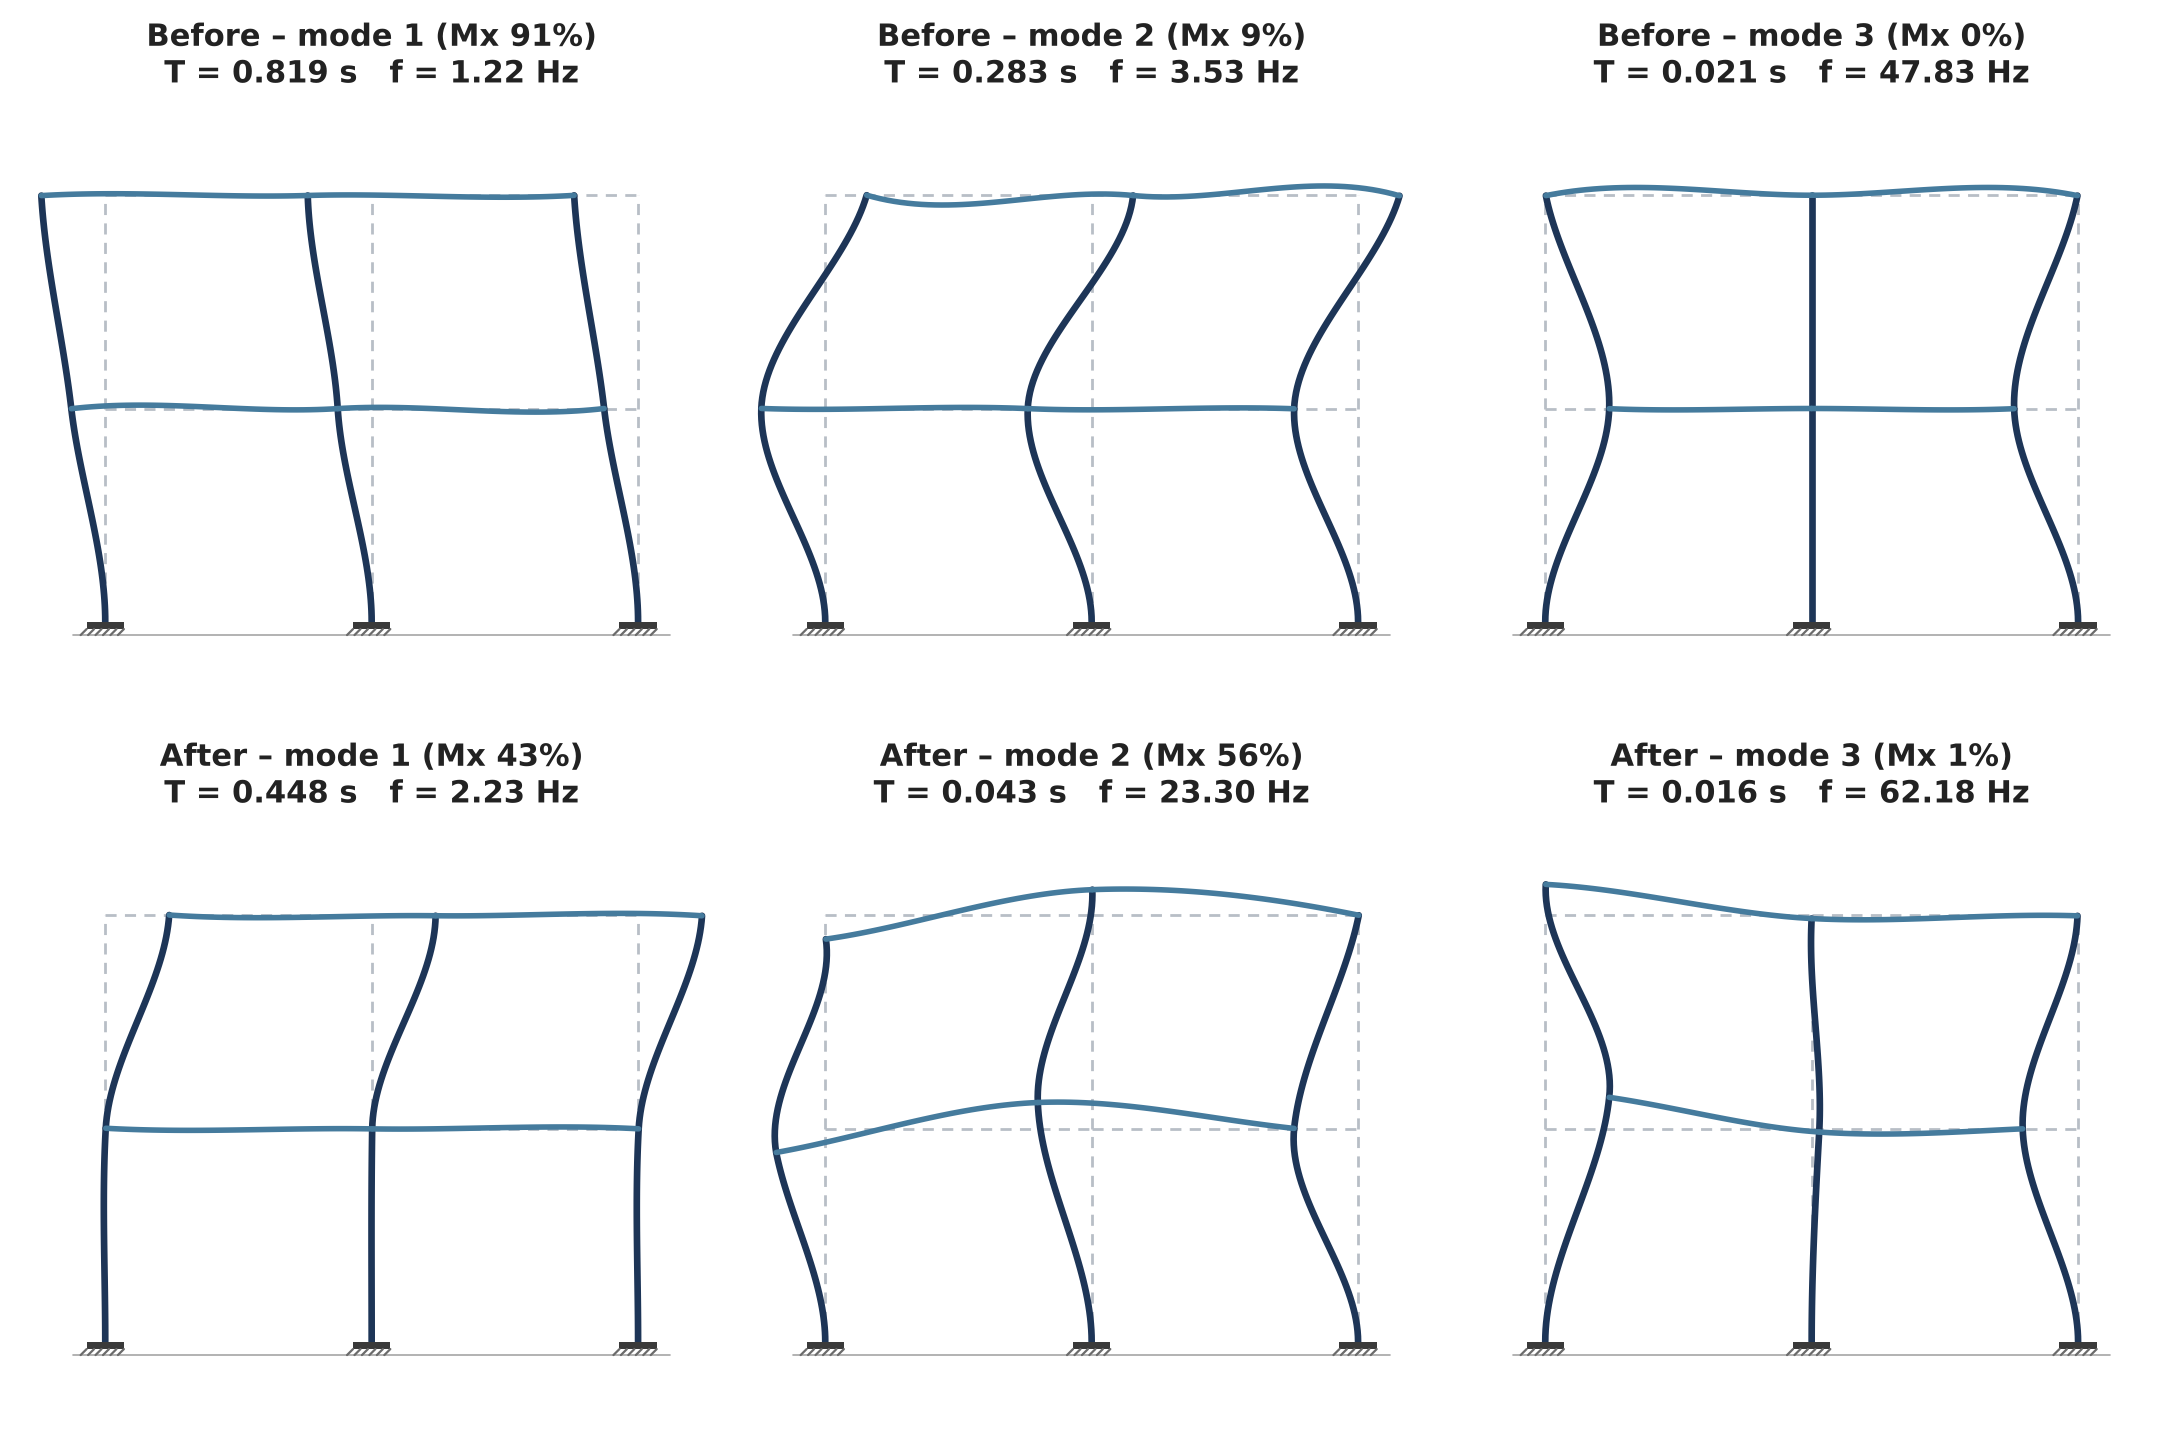 Before – mode 1 (Mx 91%)
T = 0.819 s   f = 1.22 Hz
Before – mode 2 (Mx 9%)
T = 0.283 s   f = 3.53 Hz
Before – mode 3 (Mx 0%)
T = 0.021 s   f = 47.83 Hz
After – mode 1 (Mx 43%)
T = 0.448 s   f = 2.23 Hz
After – mode 2 (Mx 56%)
T = 0.043 s   f = 23.30 Hz
After – mode 3 (Mx 1%)
T = 0.016 s   f = 62.18 Hz